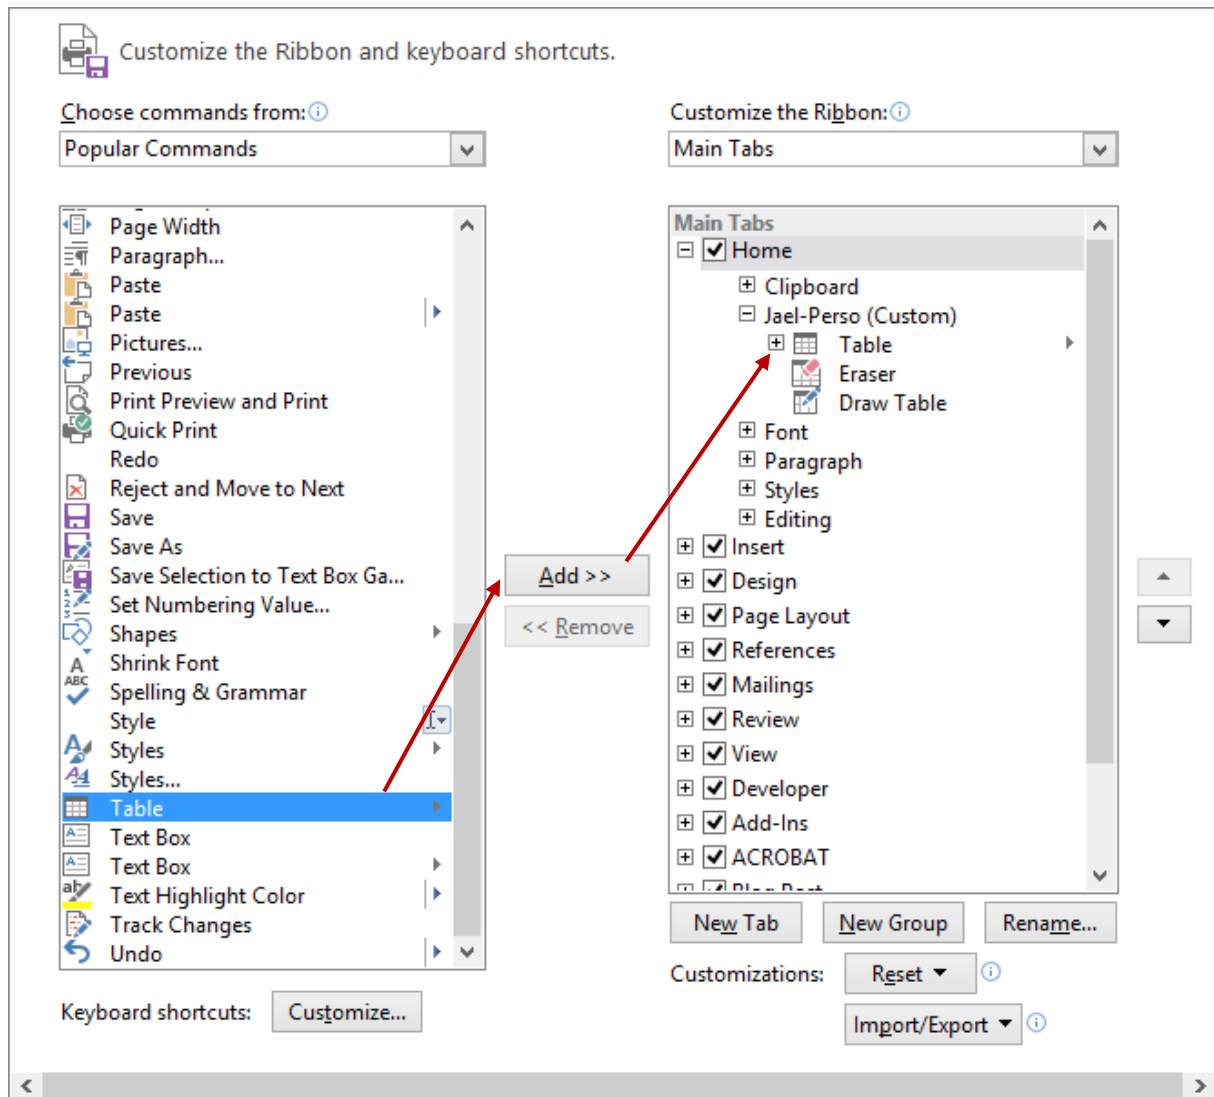 Customize the Ribbon and keyboard shortcuts.
Choose commands from:
Popular Commands
Page Width
Paragraph...
Paste
Paste
Pictures...
Previous
Print Preview and Print
Quick Print
Redo
Reject and Move to Next
Save
Save As
Save Selection to Text Box Ga...
Set Numbering Value...
Shapes
Shrink Font
Spelling & Grammar
Style
Styles
Styles...
Table
Text Box
Text Box
Text Highlight Color
Track Changes
Undo
Keyboard shortcuts: Customize...
Add >>
<< Remove
Customize the Ribbon:
Main Tabs
Main Tabs
Home
Clipboard
Jael-Perso (Custom)
Table
Eraser
Draw Table
Font
Paragraph
Styles
Editing
Insert
Design
Page Layout
References
Mailings
Review
View
Developer
Add-Ins
ACROBAT
Blog Post
New Tab New Group Rename...
Customizations: Reset
Import/Export